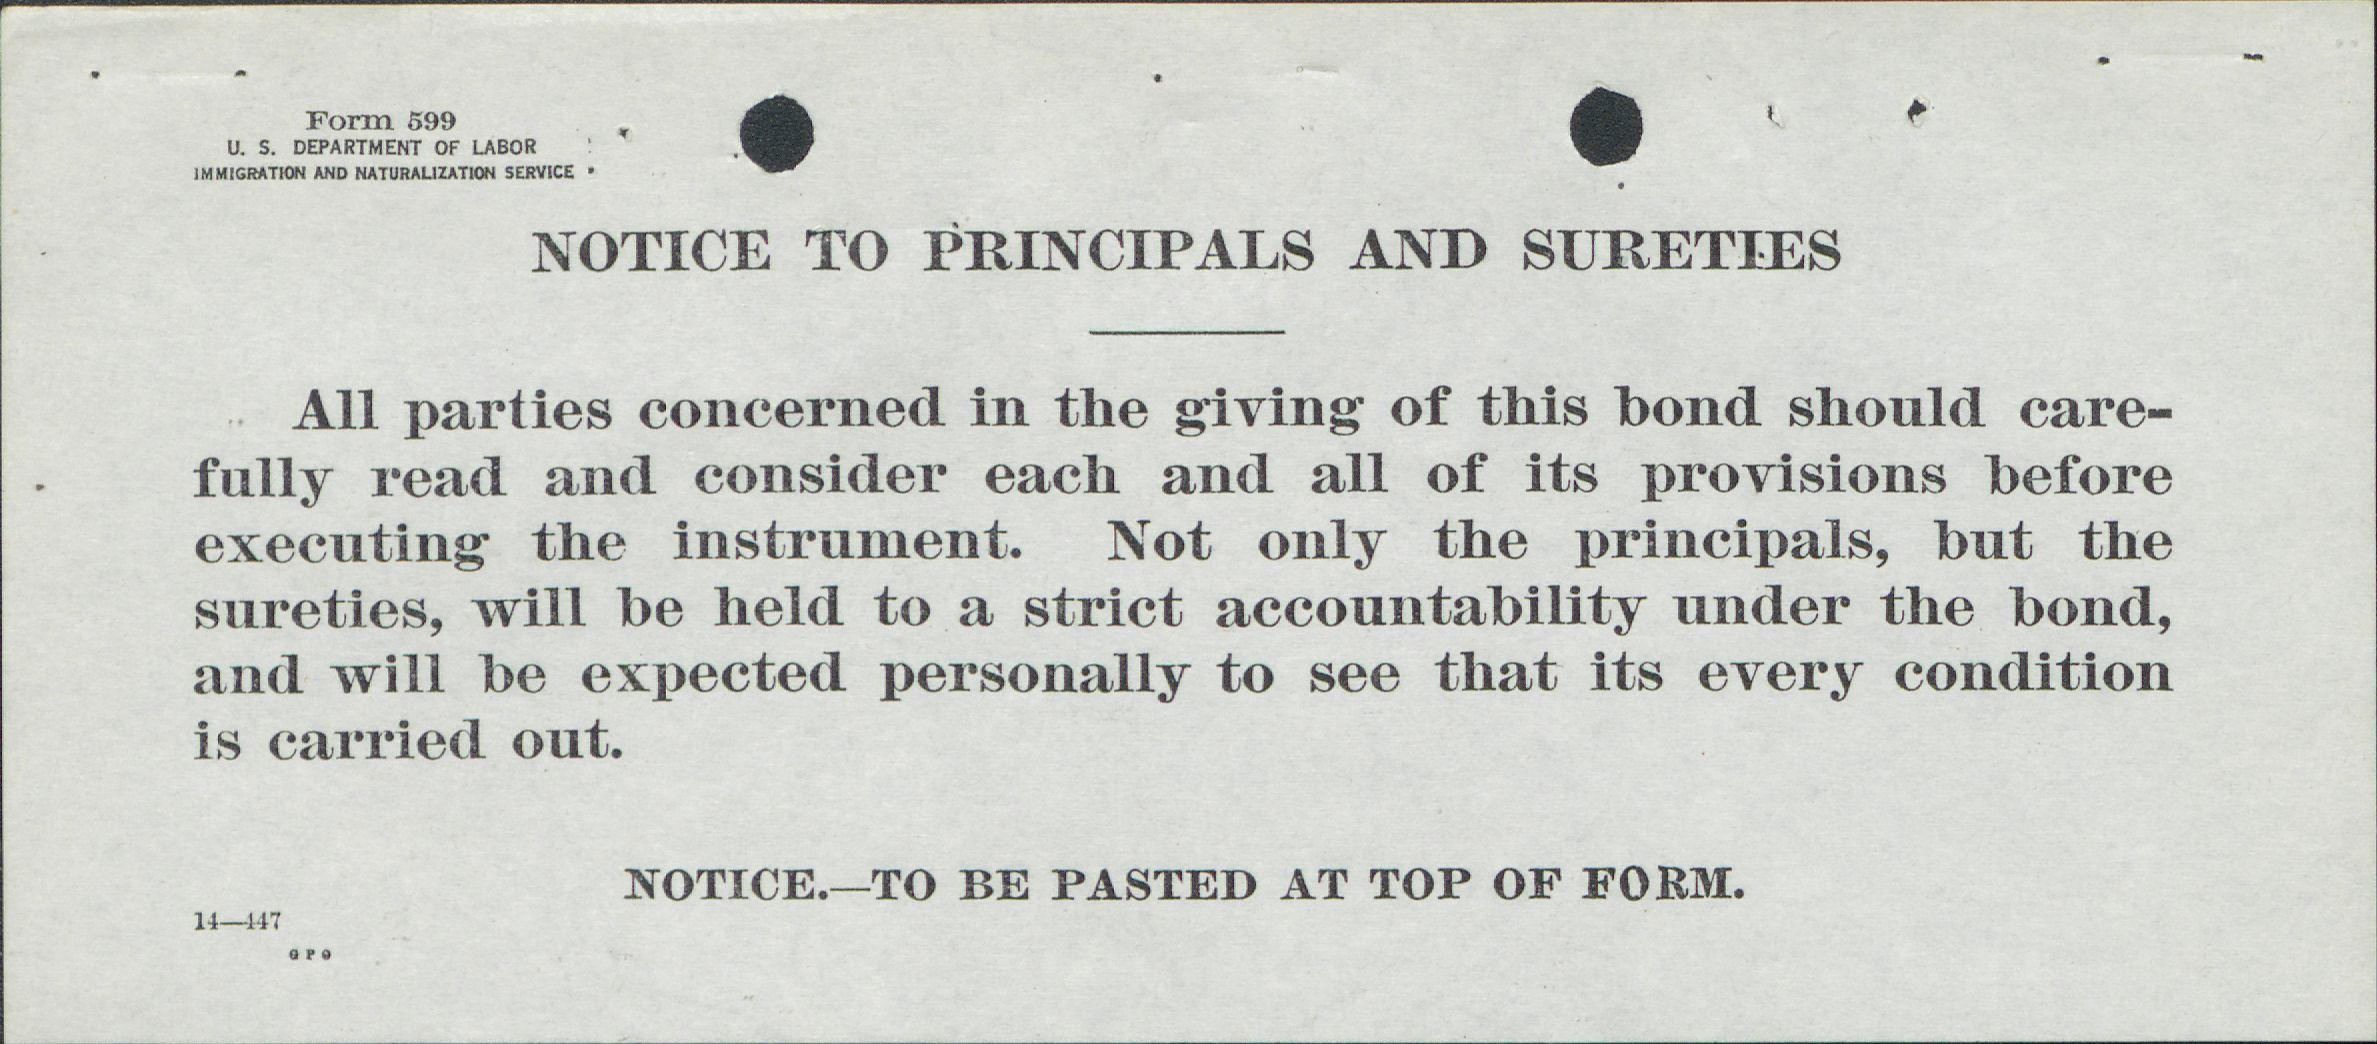 Form 599
U. S. DEPARTMENT OF LABOR
IMMIGRATION AND NATURALIZATION SERVICE
NOTICE TO PRINCIPALS AND SURETIES
All parties concerned in the giving of this bond should care-
fully read and consider each and all of its provisions before
executing the instrument. Not only the principals, but the
sureties, will be held to a strict accountability under the bond,
and will be expected personally to see that its every condition
is carried out.
NOTICE.—TO BE PASTED AT TOP OF FORM.
14—447
GPO